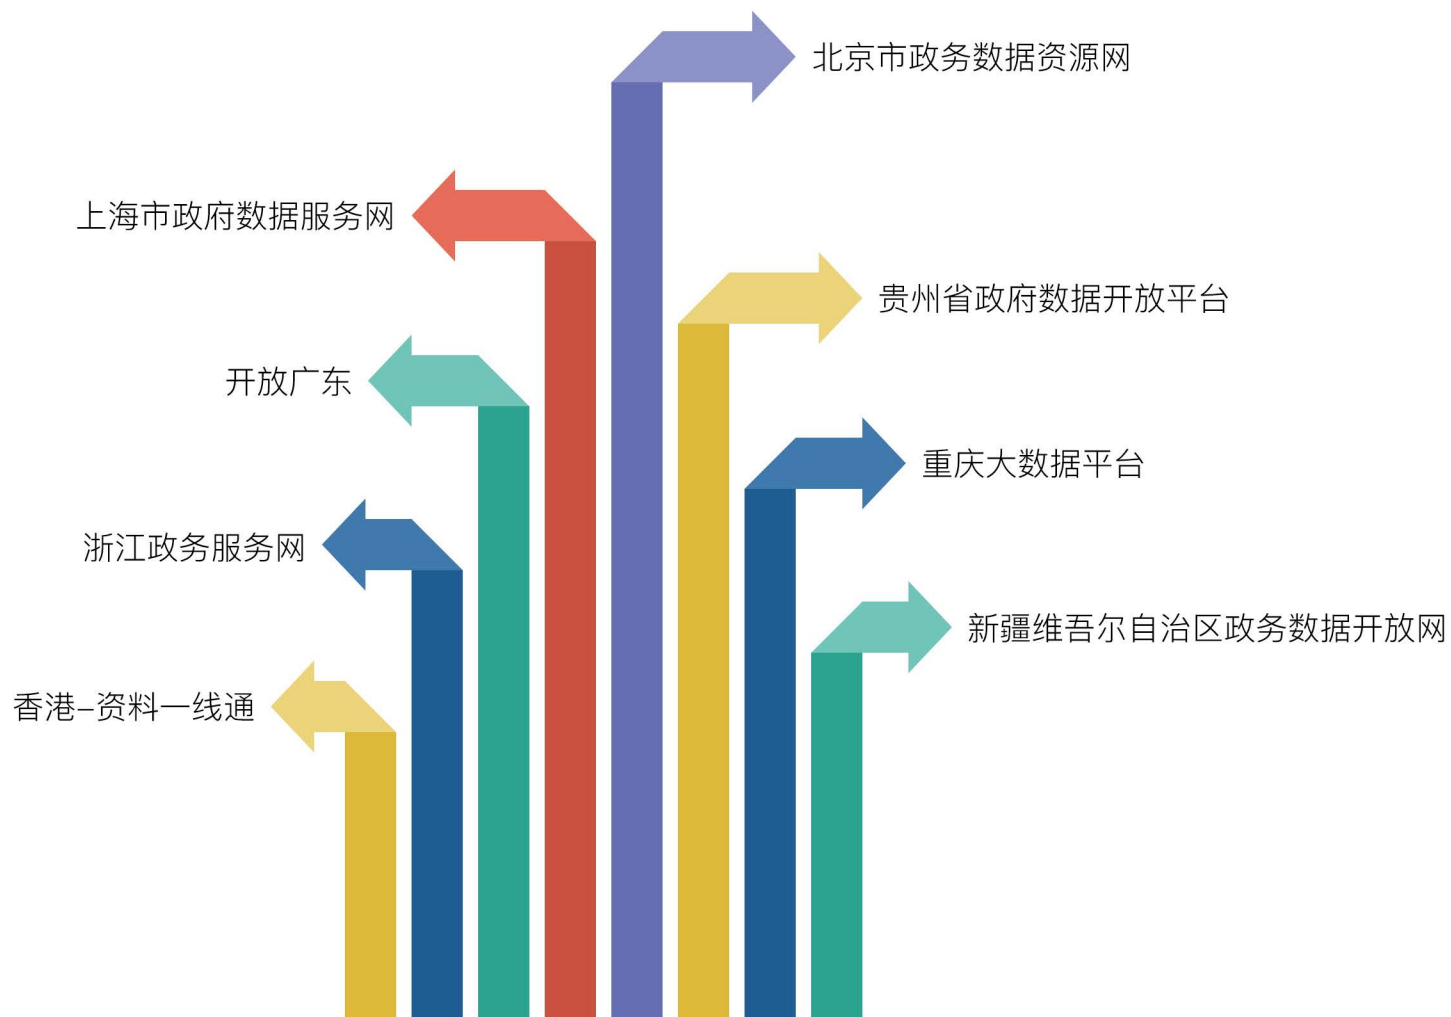 北京市政务数据资源网
上海市政府数据服务网
贵州省政府数据开放平台
开放广东
重庆大数据平台
浙江政务服务网
新疆维吾尔自治区政务数据开放网
香港–资料一线通